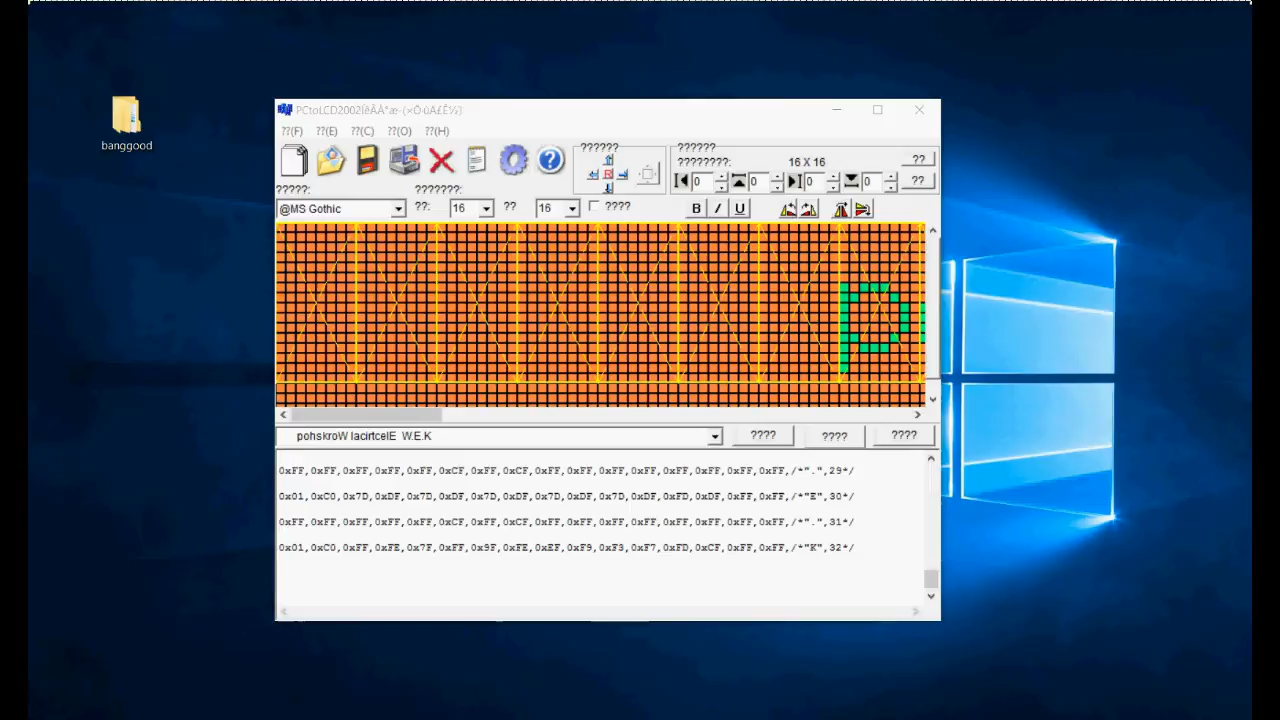 banggood
??(F) ??(E) ??(C) ??(O) ??(H)
?????? ??????
????????: 16 X 16 ??
0 0 0 0 ??
?????: ???????:
@MS Gothic ??: 16 ?? 16 ???? B I U
p
pohskroW lacirtcelE W.E.K ???? ???? ????
0xFF,0xFF,0xFF,0xFF,0xFF,0xCF,0xFF,0xCF,0xFF,0xFF,0xFF,0xFF,0xFF,0xFF,0xFF,0xFF,/*".",29*/
0x01,0xC0,0x7D,0xDF,0x7D,0xDF,0x7D,0xDF,0x7D,0xDF,0x7D,0xDF,0xFD,0xDF,0xFF,0xFF,/*"E",30*/
0xFF,0xFF,0xFF,0xFF,0xFF,0xCF,0xFF,0xCF,0xFF,0xFF,0xFF,0xFF,0xFF,0xFF,0xFF,0xFF,/*".",31*/
0x01,0xC0,0xFF,0xFE,0x7F,0xFF,0x9F,0xFE,0xEF,0xF9,0xF3,0xF7,0xFD,0xCF,0xFF,0xFF,/*"K",32*/